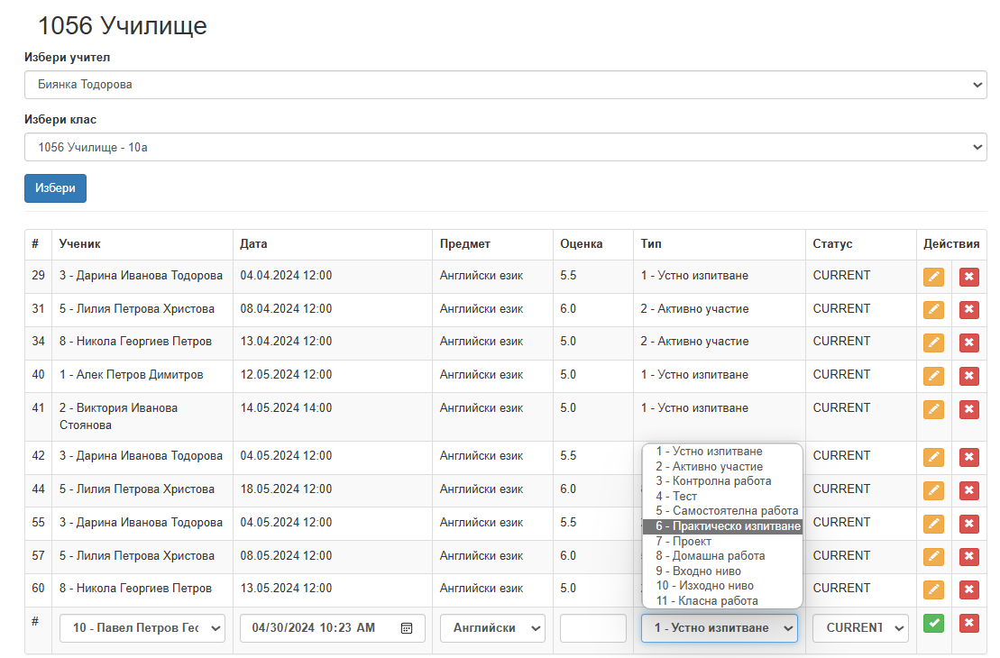 1056 Училище
Избери учител
Биянка Тодорова
Избери клас
1056 Училище - 10а
Избери
# Ученик Дата Предмет Оценка Тип Статус Действия
29 3 - Дарина Иванова Тодорова 04.04.2024 12:00 Английски език 5.5 1 - Устно изпитване CURRENT
31 5 - Лилия Петрова Христова 08.04.2024 12:00 Английски език 6.0 2 - Активно участие CURRENT
34 8 - Никола Георгиев Петров 13.04.2024 12:00 Английски език 5.0 2 - Активно участие CURRENT
40 1 - Алек Петров Димитров 12.05.2024 12:00 Английски език 5.0 1 - Устно изпитване CURRENT
41 2 - Виктория Иванова 14.05.2024 14:00 Английски език 5.0 1 - Устно изпитване CURRENT
Стоянова
42 3 - Дарина Иванова Тодорова 04.05.2024 12:00 Английски език 5.5 CURRENT
44 5 - Лилия Петрова Христова 18.05.2024 12:00 Английски език 6.0 CURRENT
55 3 - Дарина Иванова Тодорова 04.05.2024 12:00 Английски език 5.5 CURRENT
57 5 - Лилия Петрова Христова 08.05.2024 12:00 Английски език 6.0 CURRENT
60 8 - Никола Георгиев Петров 13.05.2024 12:00 Английски език 5.0 CURRENT
1 - Устно изпитване
2 - Активно участие
3 - Контролна работа
4 - Тест
5 - Самостоятелна работа
6 - Практическо изпитване
7 - Проект
8 - Домашна работа
9 - Входно ниво
10 - Изходно ниво
11 - Класна работа
# 10 - Павел Петров Гео 04/30/2024 10:23 AM Английски 1 - Устно изпитване CURRENT